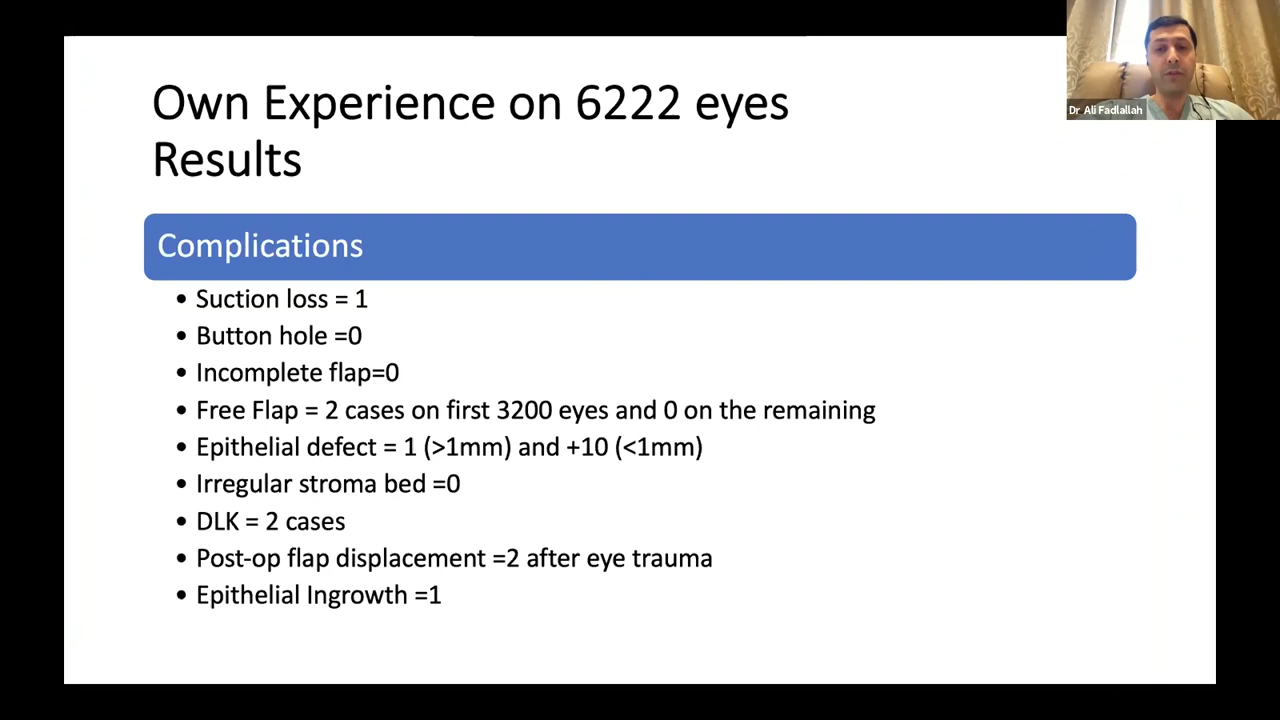 Own Experience on 6222 eyes
Results
Dr Ali Fadlallah
Complications
• Suction loss = 1
• Button hole =0
• Incomplete flap=0
• Free Flap = 2 cases on first 3200 eyes and 0 on the remaining
• Epithelial defect = 1 (>1mm) and +10 (<1mm)
• Irregular stroma bed =0
• DLK = 2 cases
• Post-op flap displacement =2 after eye trauma
• Epithelial Ingrowth =1